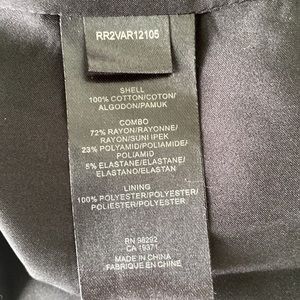 RR2VAR12105
SHELL
100% COTTON/COTON/
ALGODON/PAMUK
COMBO
72% RAYON/RAYONNE/
RAYON/SUNI IPEK
23% POLYAMID/POLYAMIDE/
POLIAMID
5% ELASTANE/ELASTANE/
ELASTANO/ELASTAN
LINING
100% POLYESTER/POLYESTER/
POLIESTER/POLYESTER
RN 98292
CA 19371
MADE IN CHINA
FABRIQUE EN CHINE